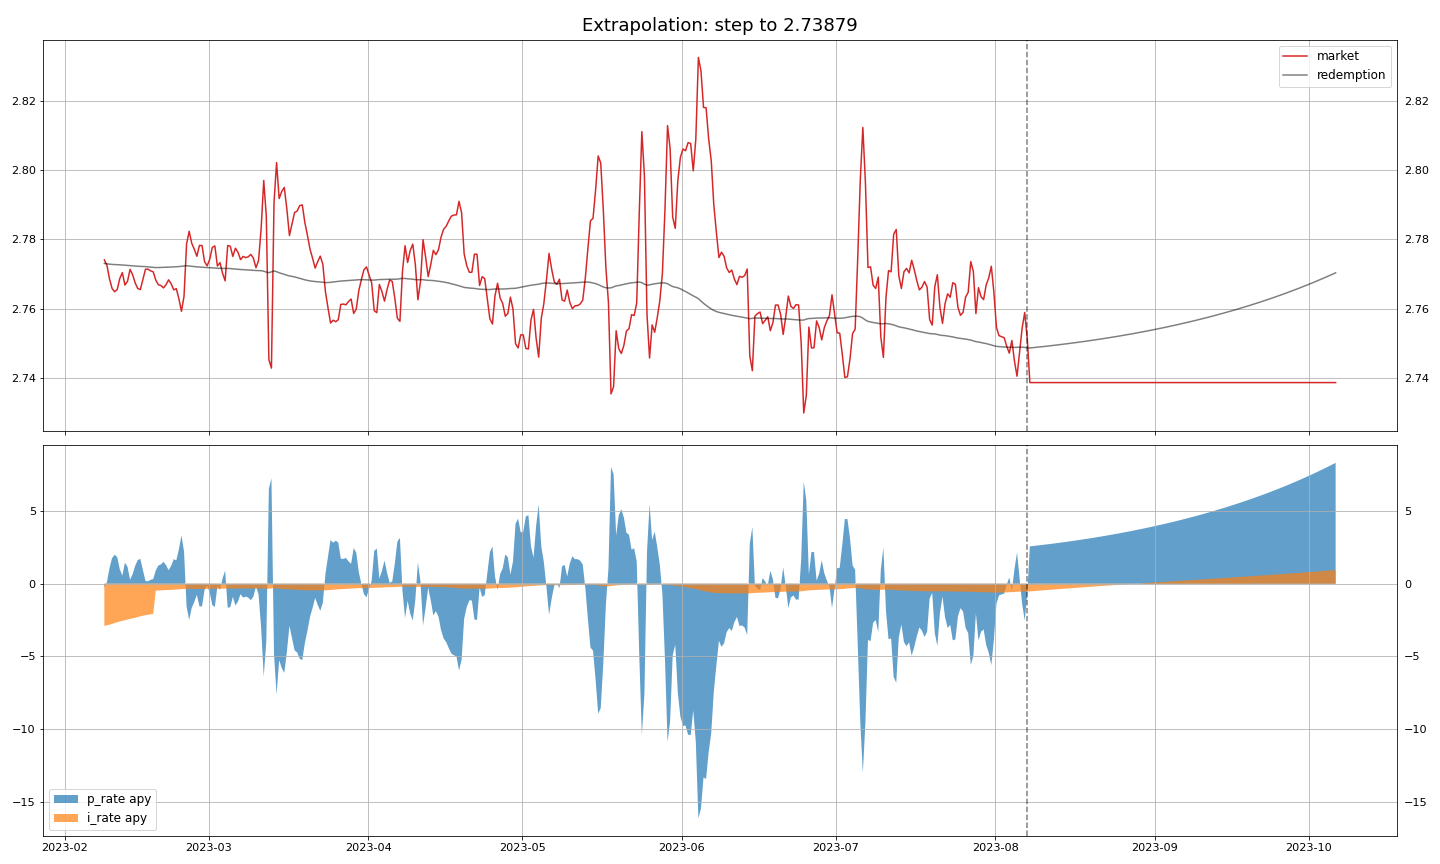 Extrapolation: step to 2.73879
market
redemption
2.82 2.82
2.80 2.80
2.78 2.78
2.76 2.76
2.74 2.74
5 5
0 0
−5 −5
−10 −10
−15 −15
p_rate apy
i_rate apy
2023-02 2023-03 2023-04 2023-05 2023-06 2023-07 2023-08 2023-09 2023-10